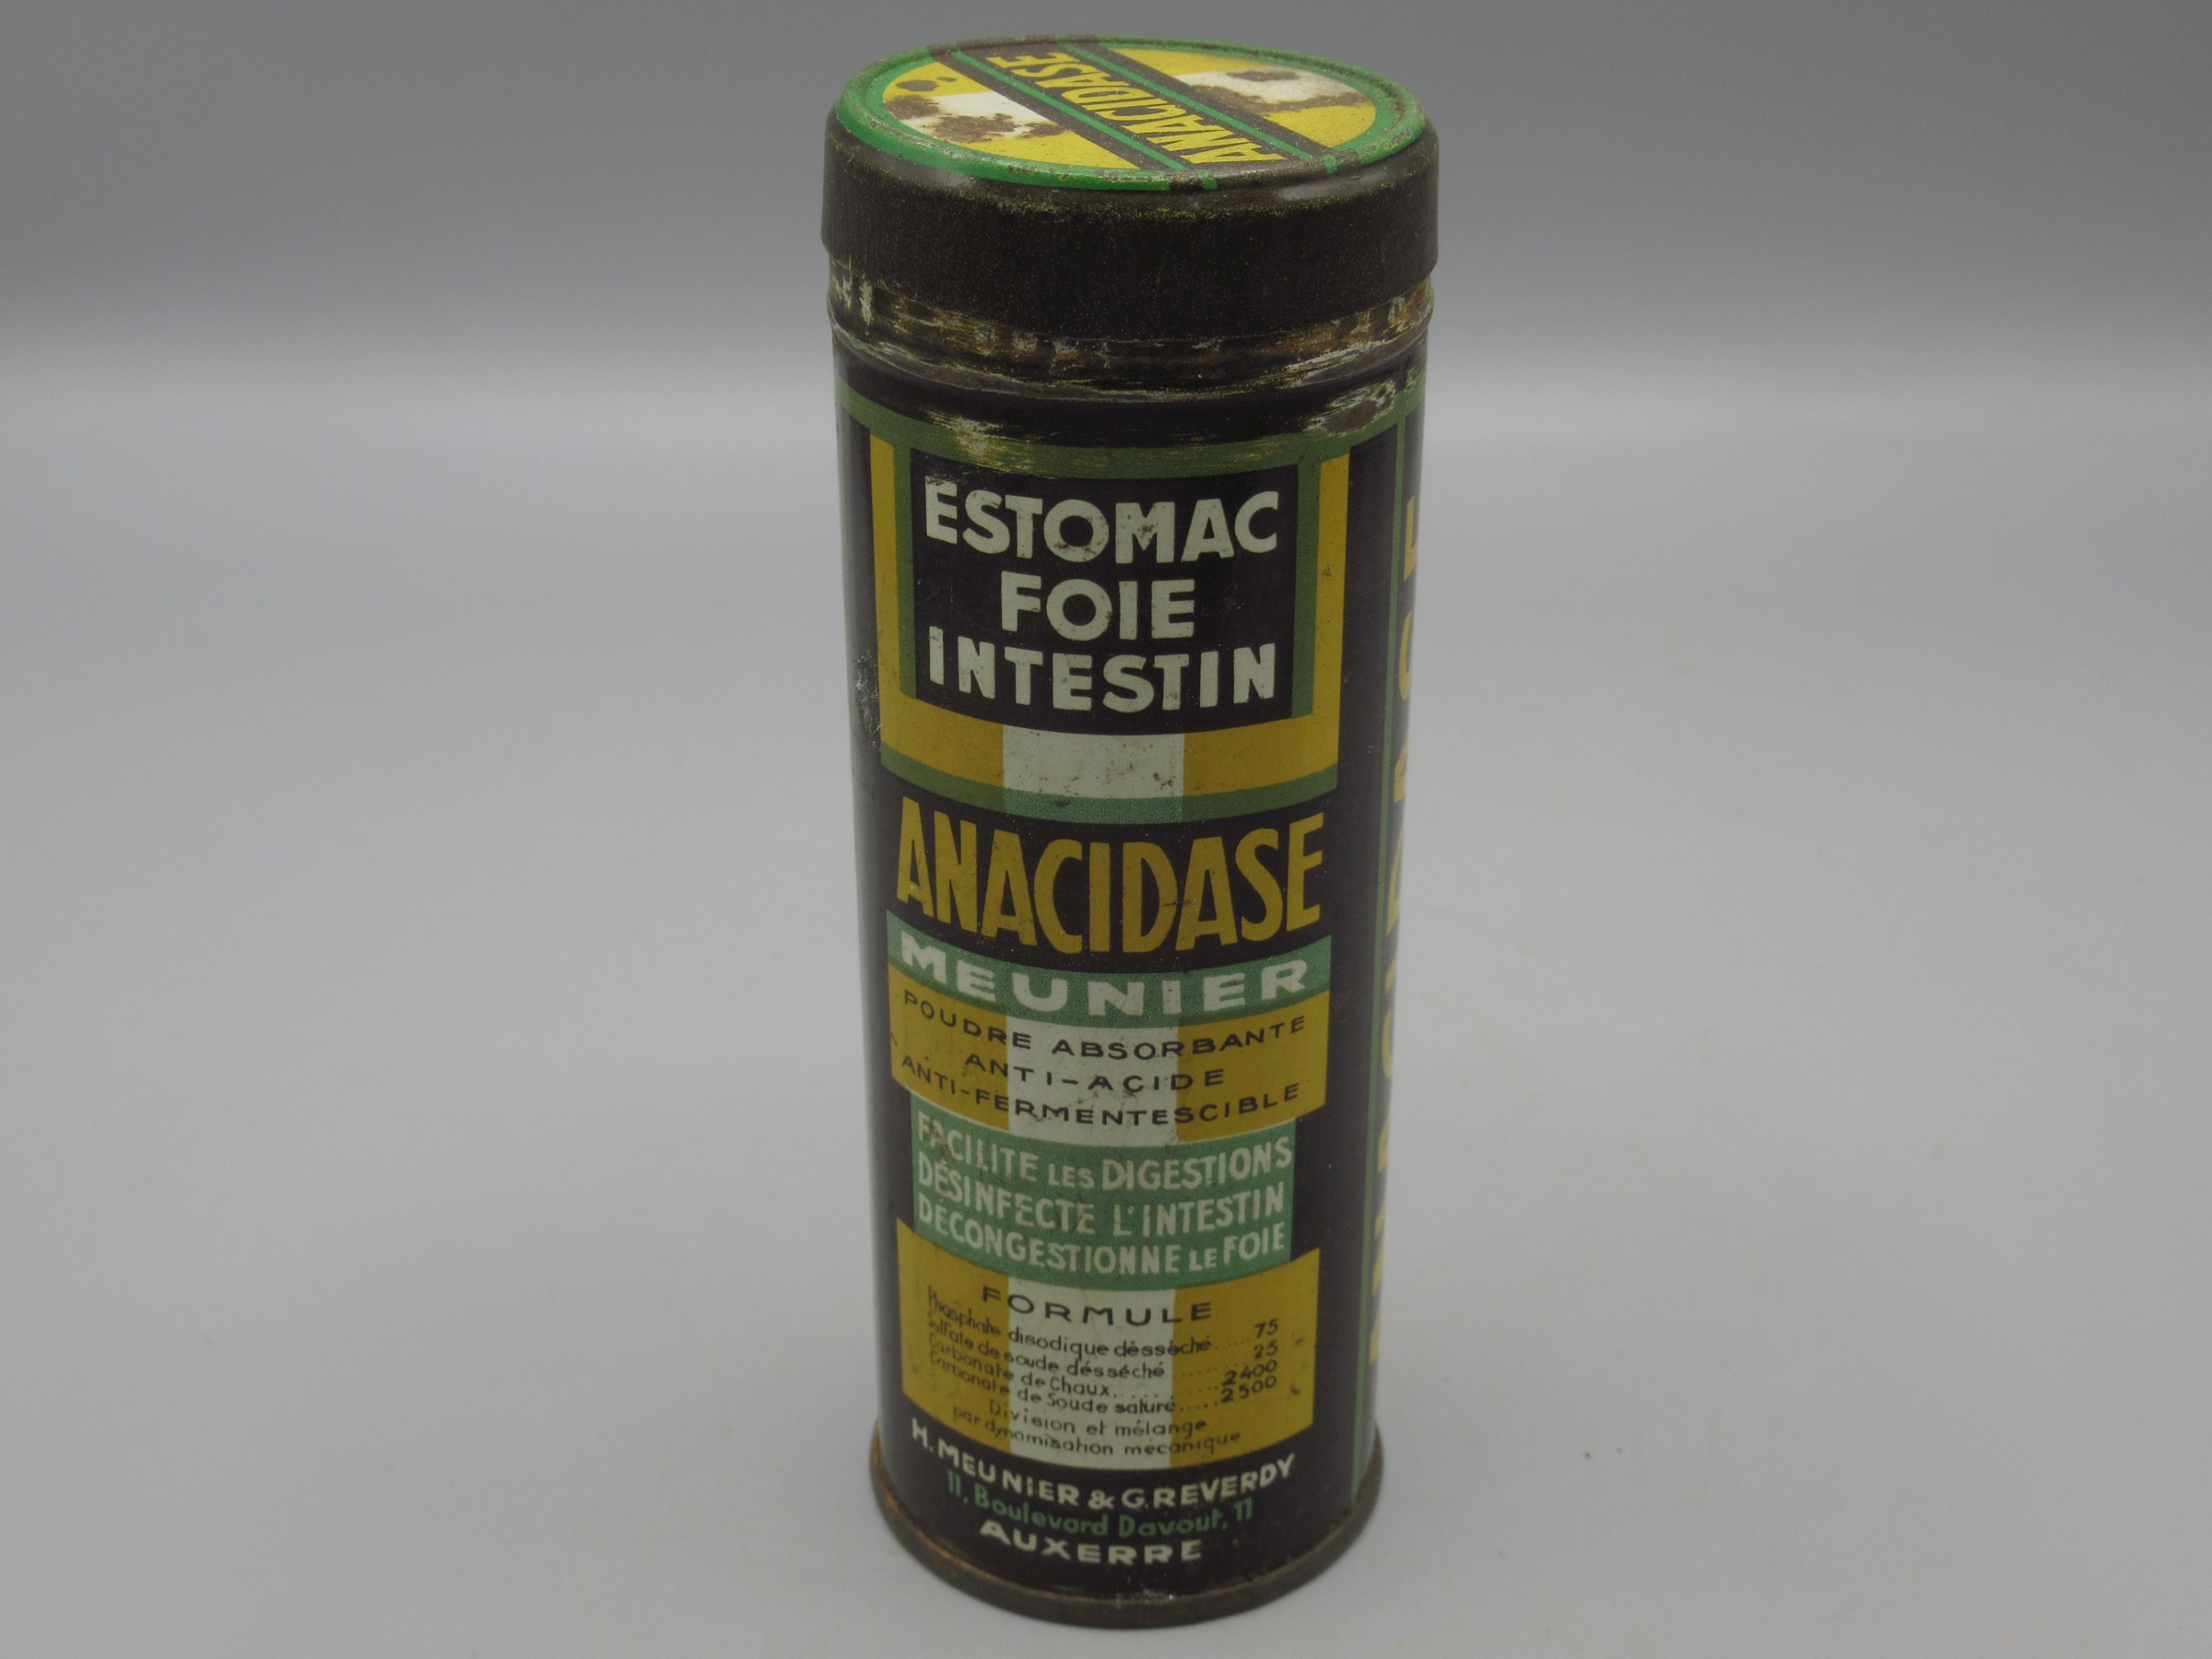 ANACIDASE
ESTOMAC
FOIE
INTESTIN
ANACIDASE
MEUNIER
POUDRE ABSORBANTE
ANTI-ACIDE
ANTI-FERMENTESCIBLE
FACILITE LES DIGESTIONS
DÉSINFECTE L'INTESTIN
DÉCONGESTIONNE LE FOIE
FORMULE
Phosphate disodique désséché.....75
Sulfate de soude désséché........25
Carbonate de Chaux.......2400
Carbonate de Soude saturé.....2500
Division et mélange
par dynamisation mécanique
H. MEUNIER & G. REVERDY
11, Boulevard Davout, 11
AUXERRE